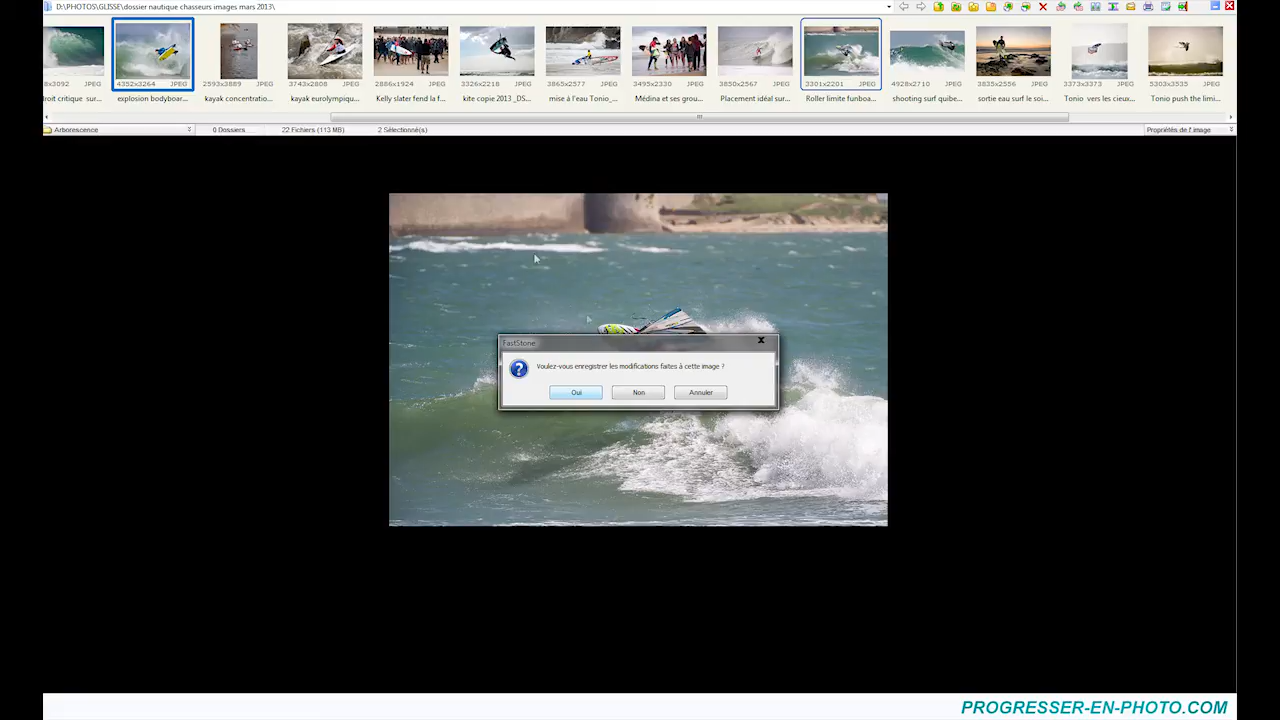 D:\PHOTOS\GLISSE\dossier nautique chasseurs images mars 2013\
8x3092
4352x3264 JPEG
2593x3889 JPEG
3743x2808 JPEG
2886x1924 JPEG
3326x2218 JPEG
3865x2577 JPEG
3495x2330 JPEG
3850x2567 JPEG
3301x2201 JPEG
4928x2710 JPEG
3835x2556 JPEG
3373x3373 JPEG
5303x3535 JPEG
droit critique sur...
explosion bodyboar...
kayak concentratio...
kayak eurolympiqu...
Kelly slater fend la f...
kite copie 2013 _DS...
mise à l'eau Tonio_...
Médina et ses grou...
Placement idéal sur...
Roller limite funboa...
shooting surf quibe...
sortie eau surf le soi...
Tonio vers les cieux...
Tonio push the limi...
Arborescence
0 Dossiers
22 Fichiers (113 MB)
2 Sélectionné(s)
Propriétés de l'image
FastStone
Voulez-vous enregistrer les modifications faites à cette image ?
Oui
Non
Annuler
PROGRESSER-EN-PHOTO.COM